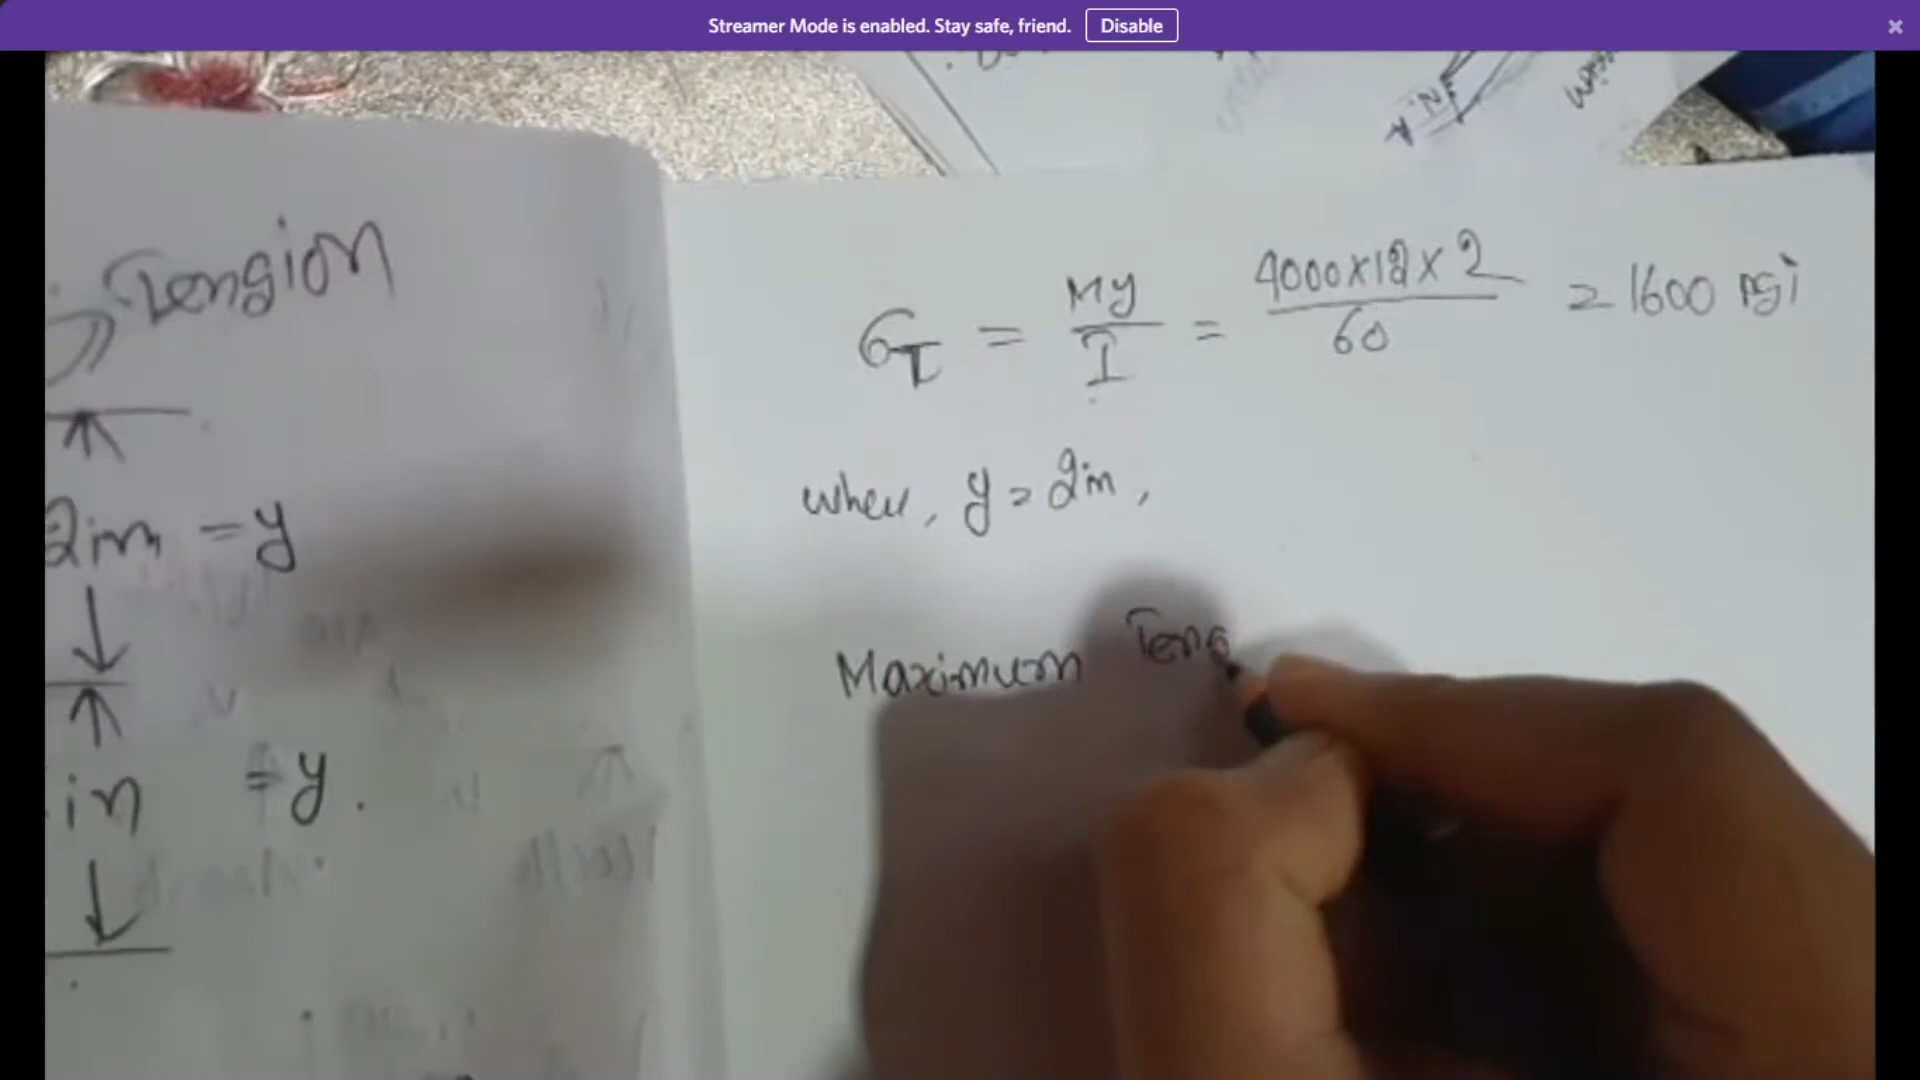 Streamer Mode is enabled. Stay safe, friend. Disable
Tension
2in = y
in = y.
σT = My/I = 4000x12x2/60 = 1600 psi
when, y = 2in,
Maximum Tens